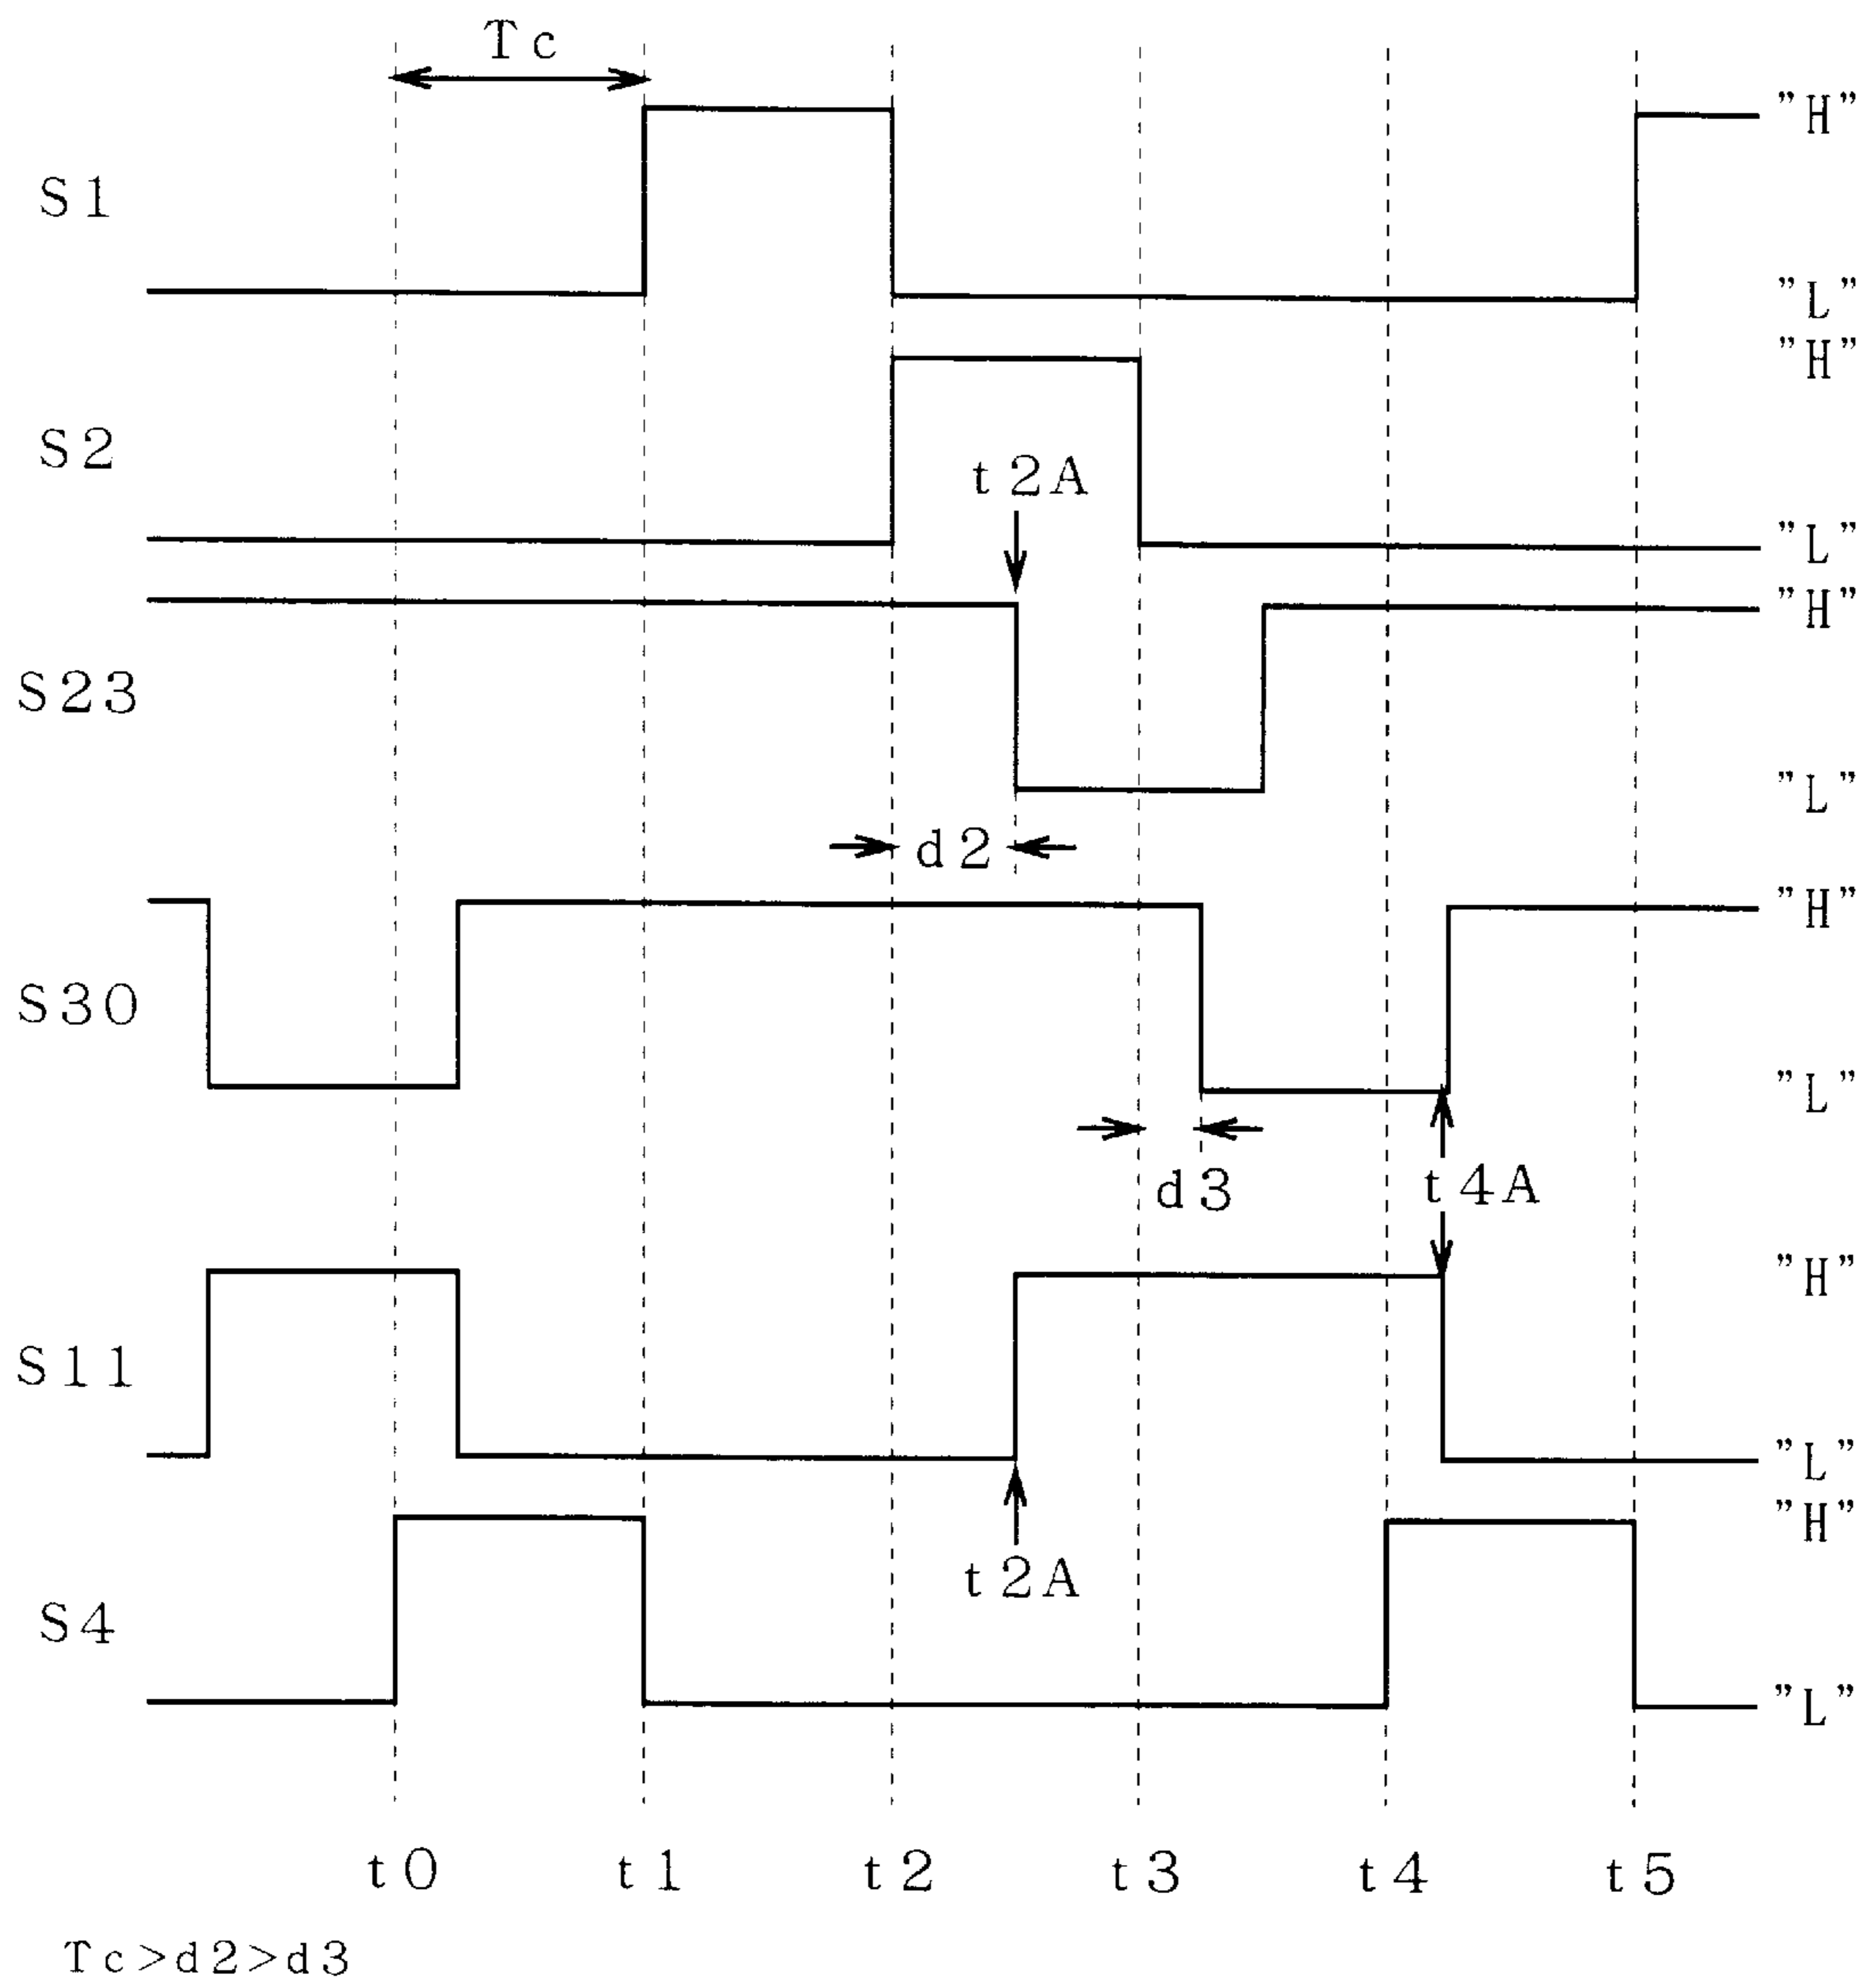 Tc
"H"
S1
"L"
"H"
S2
t2A
"L"
"H"
S23
"L"
d2
"H"
S30
"L"
d3
t4A
"H"
S11
"L"
"H"
t2A
S4
"L"
t0 t1 t2 t3 t4 t5
Tc>d2>d3